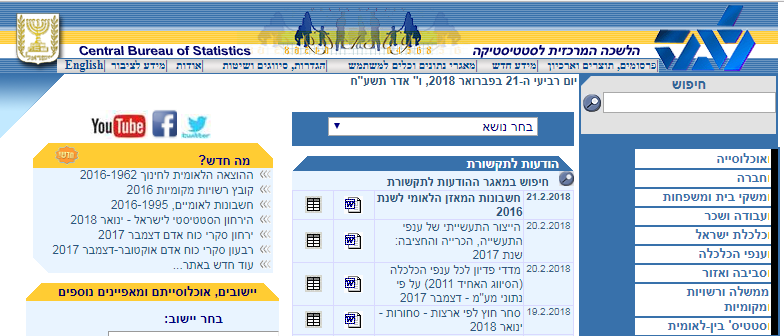 Central Bureau of Statistics
הלשכה המרכזית לסטטיסטיקה
פרסומים, תוצרים וארכיון | מידע חדש | מאגרי נתונים וכלים למשתמש | הגדרות, סיווגים ושיטות | אודות | מידע לציבור | English
יום רביעי ה-21 בפברואר 2018, ו" אדר תשע"ח
חיפוש
אוכלוסייה
חברה
משקי בית ומשפחות
עבודה ושכר
כלכלת ישראל
ענפי הכלכלה
סביבה ואזור
ממשלה ורשויות
מקומיות
סטטיס' בין-לאומית
בחר נושא
הודעות לתקשורת
חיפוש במאגר ההודעות לתקשורת
21.2.2018 חשבונות המאזן הלאומי לשנת
2016
20.2.2018 הייצור התעשייתי של ענפי
התעשייה, הכרייה והחציבה:
שנת 2017
20.2.2018 מדדי פדיון לכל ענפי הכלכלה
(הסיווג האחיד 2011) על פי
נתוני מע"מ - דצמבר 2017
19.2.2018 סחר חוץ לפי ארצות - סחורות -
ינואר 2018
You Tube
twitter
מה חדש?
חדש!
ההוצאה הלאומית לחינוך 2016-1962
קובץ רשויות מקומיות 2016
חשבונות לאומיים, 2016-1995
הירחון הסטטיסטי לישראל - ינואר 2018
ירחון סקרי כוח אדם דצמבר 2017
רבעון סקרי כוח אדם אוקטובר-דצמבר 2017
עוד חדש באתר...
יישובים, אוכלוסייתם ומאפיינים נוספים
בחר יישוב: